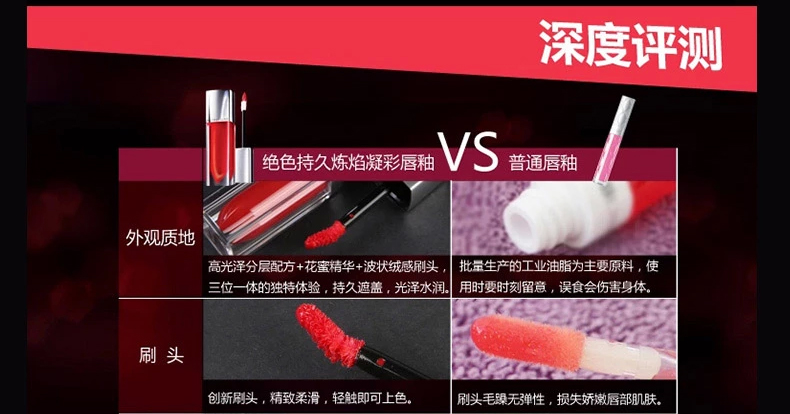 深度评测
绝色持久炼焰凝彩唇釉 VS 普通唇釉
外观质地
高光泽分层配方+花蜜精华+波状绒感刷头，
三位一体的独特体验，持久遮盖，光泽水润。
批量生产的工业油脂为主要原料，使
用时要时刻留意，误食会伤害身体。
刷 头
创新刷头，精致柔滑，轻触即可上色。
刷头毛躁无弹性，损失娇嫩唇部肌肤。